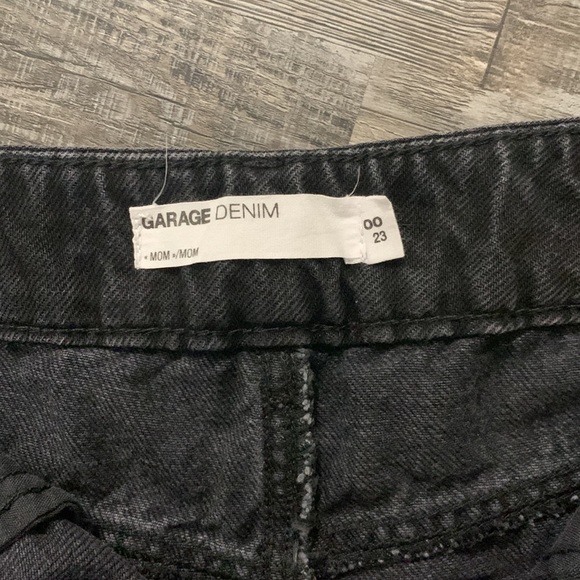 GARAGE DENIM
« MOM »/MOM
00
23